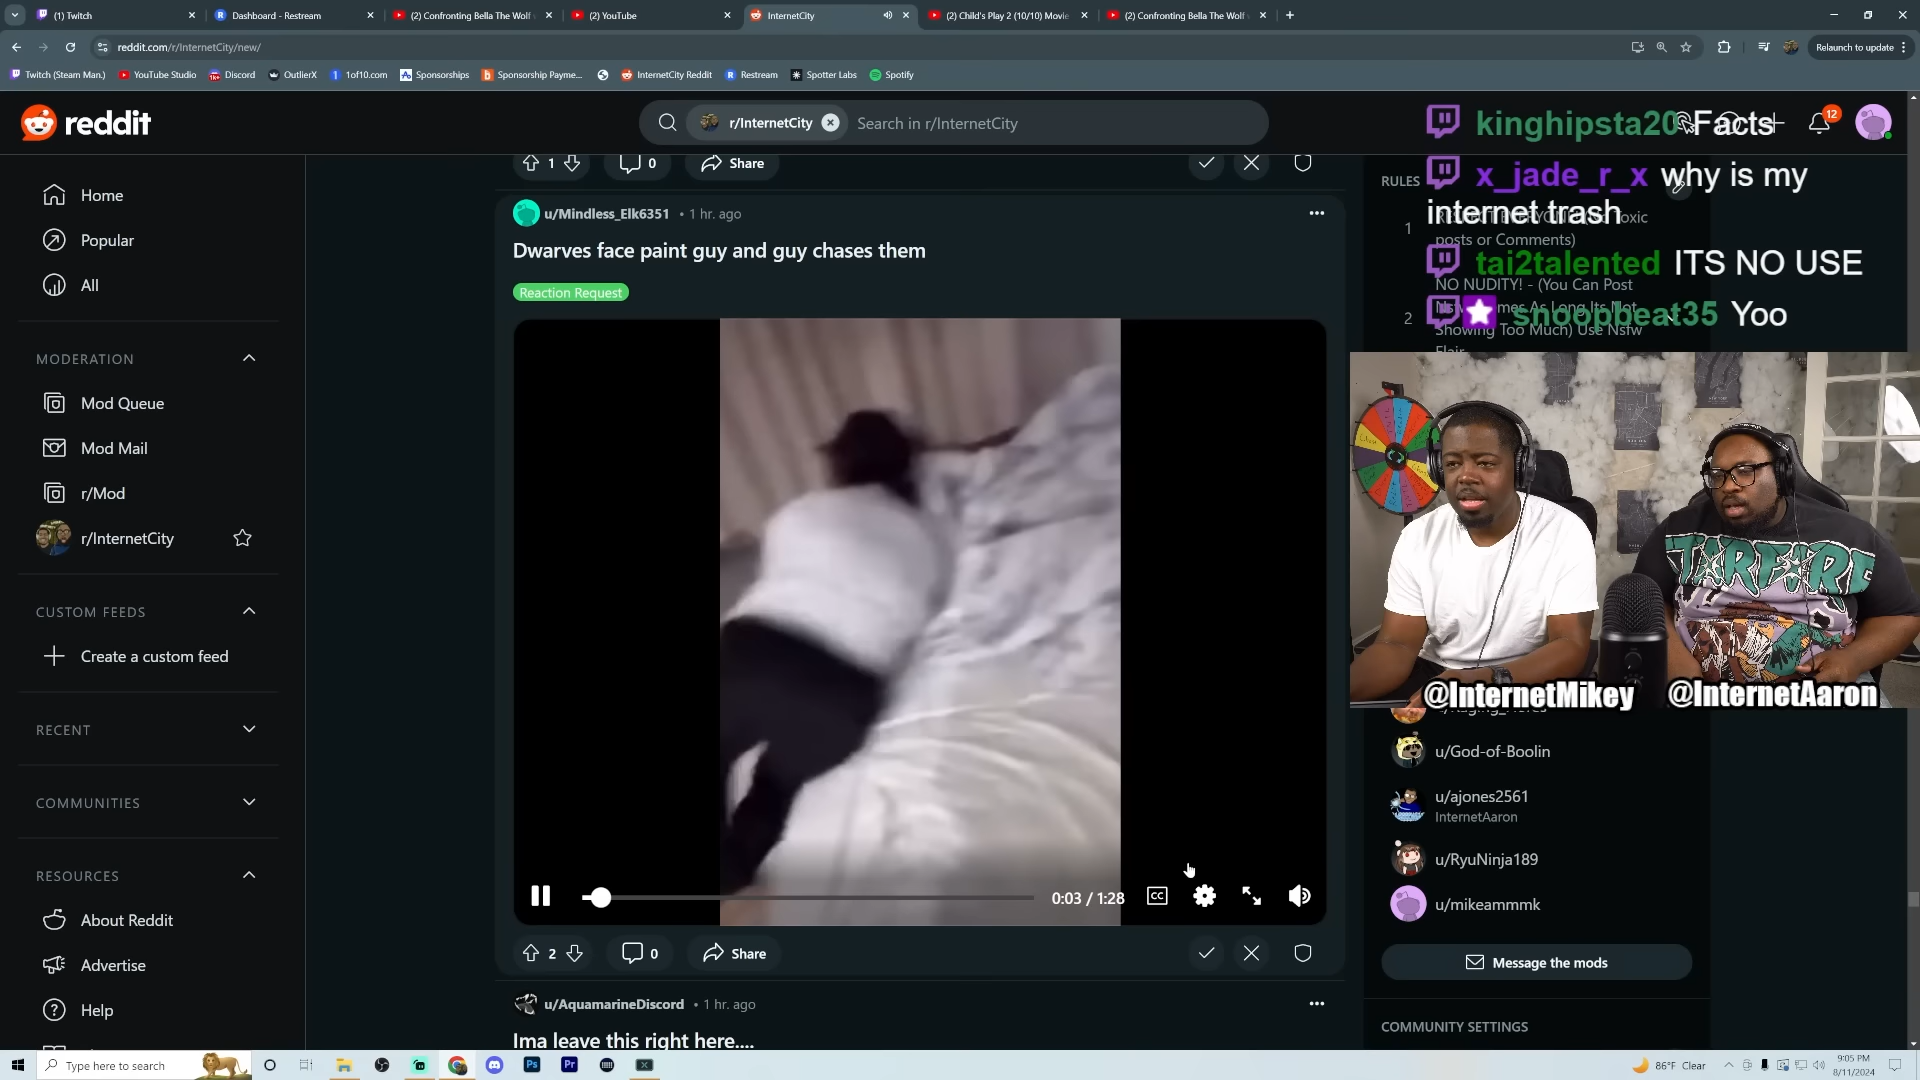 (1) Twitch
Dashboard - Restream
(2) Confronting Bella The Wolf
(2) YouTube
InternetCity
(2) Child's Play 2 (10/10) Movie
(2) Confronting Bella The Wolf
reddit.com/r/InternetCity/new/
Relaunch to update
Twitch (Steam Man.)
YouTube Studio
Discord
OutlierX
1of10.com
Sponsorships
Sponsorship Payme...
InternetCity Reddit
Restream
Spotter Labs
Spotify
reddit
r/InternetCity
Search in r/InternetCity
12
kinghipsta20 Facts
x_jade_r_x why is my
internet trash
tai2talented ITS NO USE
snoopbeat35 Yoo
Home
Popular
All
MODERATION
Mod Queue
Mod Mail
r/Mod
r/InternetCity
CUSTOM FEEDS
Create a custom feed
RECENT
COMMUNITIES
RESOURCES
About Reddit
Advertise
Help
1
0
Share
u/Mindless_Elk6351 • 1 hr. ago
Dwarves face paint guy and guy chases them
Reaction Request
0:03 / 1:28
CC
2
0
Share
u/AquamarineDiscord • 1 hr. ago
Ima leave this right here....
RULES
1
posts or Comments)
2
NO NUDITY! - (You Can Post
Showing Too Much) Use Nsfw
Flair
@InternetMikey
@InternetAaron
u/God-of-Boolin
u/ajones2561
InternetAaron
u/RyuNinja189
u/mikeammmk
Message the mods
COMMUNITY SETTINGS
Type here to search
Ps
Pr
86°F Clear
9:05 PM
8/11/2024